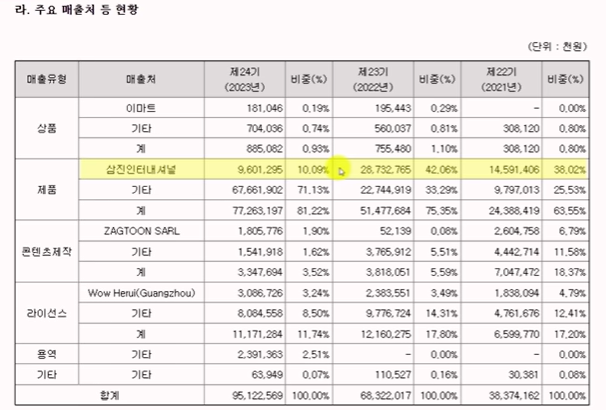 라. 주요 매출처 등 현황
(단위 : 천원)
매출유형 매출처 제24기 (2023년) 비중(%) 제23기 (2022년) 비중(%) 제22기 (2021년) 비중(%)
상품 이마트 181,046 0.19% 195,443 0.29% - 0.00%
기타 704,036 0.74% 560,037 0.81% 308,120 0.80%
계 885,082 0.93% 755,480 1.10% 308,120 0.80%
제품 삼진인터내셔널 9,601,295 10.09% 28,732,765 42.06% 14,591,406 38.02%
기타 67,661,902 71.13% 22,744,919 33.29% 9,797,013 25.53%
계 77,263,197 81.22% 51,477,684 75.35% 24,388,419 63.55%
콘텐츠제작 ZAGTOON SARL 1,805,776 1.90% 52,139 0.08% 2,604,758 6.79%
기타 1,541,918 1.62% 3,765,912 5.51% 4,442,714 11.58%
계 3,347,694 3.52% 3,818,051 5.59% 7,047,472 18.37%
라이선스 Wow Herui(Guangzhou) 3,086,726 3.24% 2,383,551 3.49% 1,838,094 4.79%
기타 8,084,558 8.50% 9,776,724 14.31% 4,761,676 12.41%
계 11,171,284 11.74% 12,160,275 17.80% 6,599,770 17.20%
용역 기타 2,391,363 2.51% - 0.00% - 0.00%
기타 기타 63,949 0.07% 110,527 0.16% 30,381 0.08%
합계 95,122,569 100.00% 68,322,017 100.00% 38,374,162 100.00%